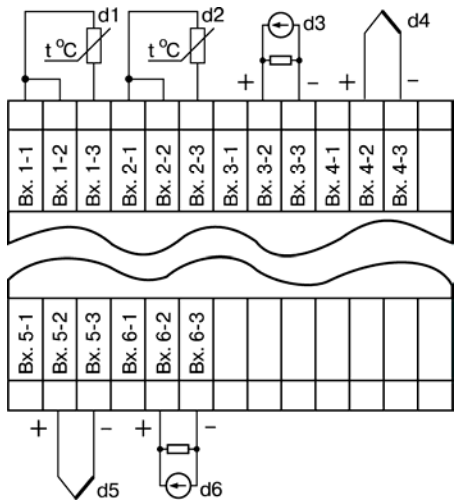 d1
d2
d3
d4
t °C
t °C
+
−
+
−
Вх. 1-1
Вх. 1-2
Вх. 1-3
Вх. 2-1
Вх. 2-2
Вх. 2-3
Вх. 3-1
Вх. 3-2
Вх. 3-3
Вх. 4-1
Вх. 4-2
Вх. 4-3
Вх. 5-1
Вх. 5-2
Вх. 5-3
Вх. 6-1
Вх. 6-2
Вх. 6-3
+
−
+
−
d5
d6